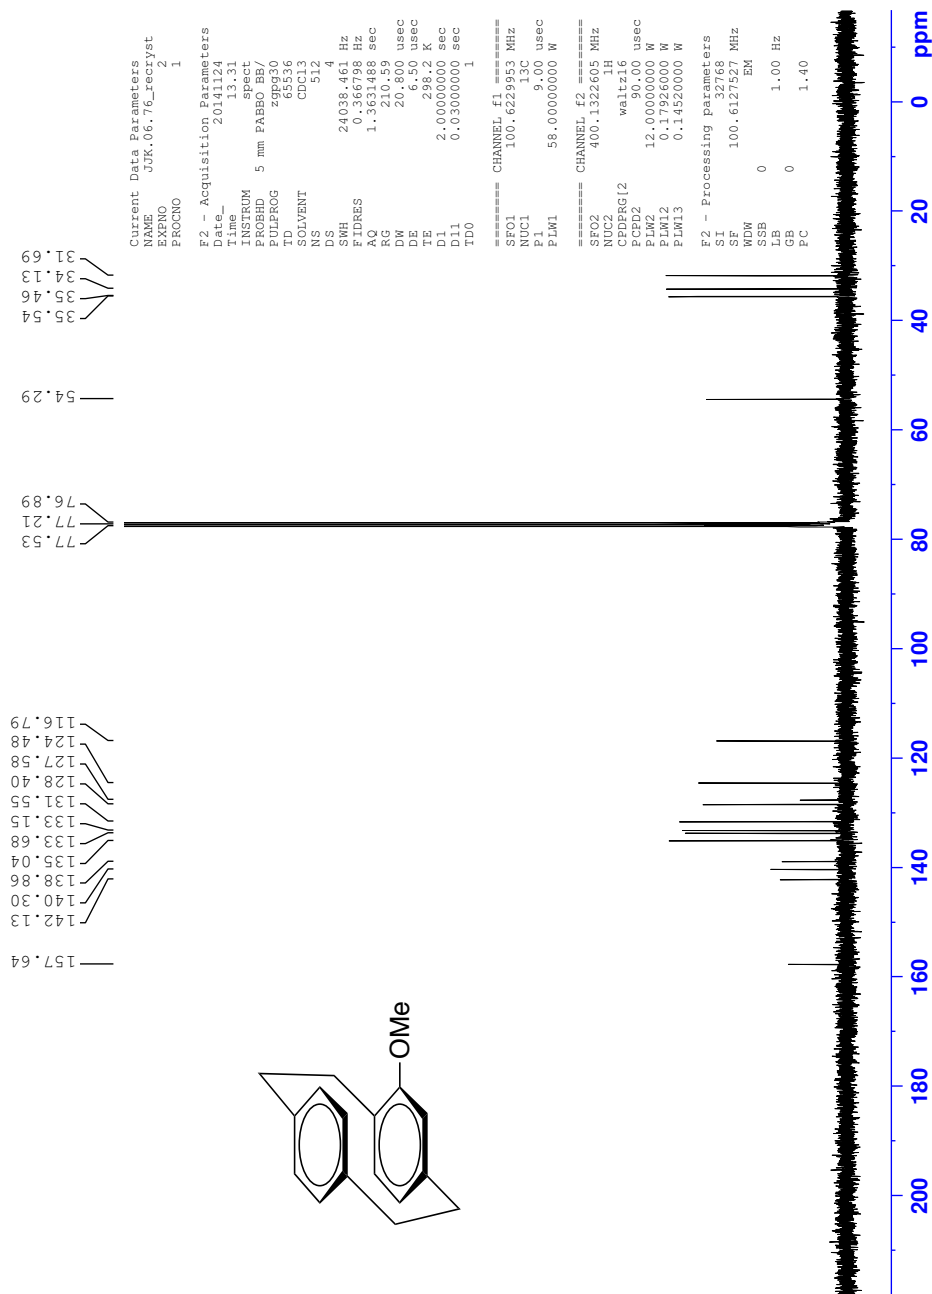 Current Data Parameters
NAME JJK.06.76_recryst
EXPNO 2
PROCNO 1
F2 - Acquisition Parameters
Date_ 20141124
Time 13.31
INSTRUM spect
PROBHD 5 mm PABBO BB/
PULPROG zgpg30
TD 65536
SOLVENT CDCl3
NS 512
DS 4
SWH 24038.461 Hz
FIDRES 0.366798 Hz
AQ 1.3631488 sec
RG 210.59
DW 20.800 usec
DE 6.50 usec
TE 298.2 K
D1 2.00000000 sec
D11 0.03000000 sec
TD0 1
======== CHANNEL f1 ========
SFO1 100.6229953 MHz
NUC1 13C
P1 9.00 usec
PLW1 58.00000000 W
======== CHANNEL f2 ========
SFO2 400.1322605 MHz
NUC2 1H
CPDPRG[2 waltz16
PCPD2 90.00 usec
PLW2 12.00000000 W
PLW12 0.17926000 W
PLW13 0.14520000 W
F2 - Processing parameters
SI 32768
SF 100.6127527 MHz
WDW EM
SSB 0
LB 1.00 Hz
GB 0
PC 1.40
157.64
142.13
140.30
138.86
135.04
133.68
133.15
131.55
128.40
127.58
124.48
116.79
77.53
77.21
76.89
54.29
35.54
35.46
34.13
31.69
OMe
200 180 160 140 120 100 80 60 40 20 0 ppm